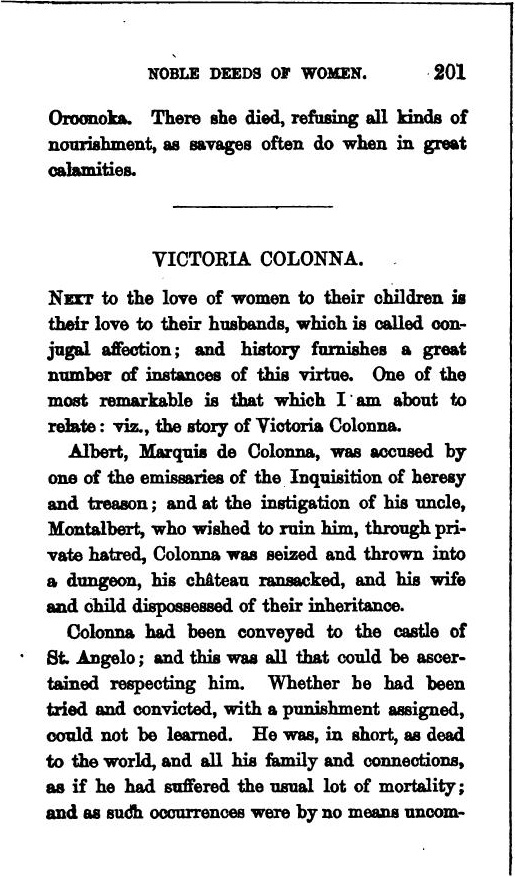 NOBLE DEEDS OF WOMEN. 201
Oroonoka. There she died, refusing all kinds of
nourishment, as savages often do when in great
calamities.
VICTORIA COLONNA.
NEXT to the love of women to their children is
their love to their husbands, which is called con-
jugal affection; and history furnishes a great
number of instances of this virtue. One of the
most remarkable is that which I am about to
relate: viz., the story of Victoria Colonna.
Albert, Marquis de Colonna, was accused by
one of the emissaries of the Inquisition of heresy
and treason; and at the instigation of his uncle,
Montalbert, who wished to ruin him, through pri-
vate hatred, Colonna was seized and thrown into
a dungeon, his château ransacked, and his wife
and child dispossessed of their inheritance.
Colonna had been conveyed to the castle of
St. Angelo; and this was all that could be ascer-
tained respecting him. Whether he had been
tried and convicted, with a punishment assigned,
could not be learned. He was, in short, as dead
to the world, and all his family and connections,
as if he had suffered the usual lot of mortality;
and as such occurrences were by no means uncom-